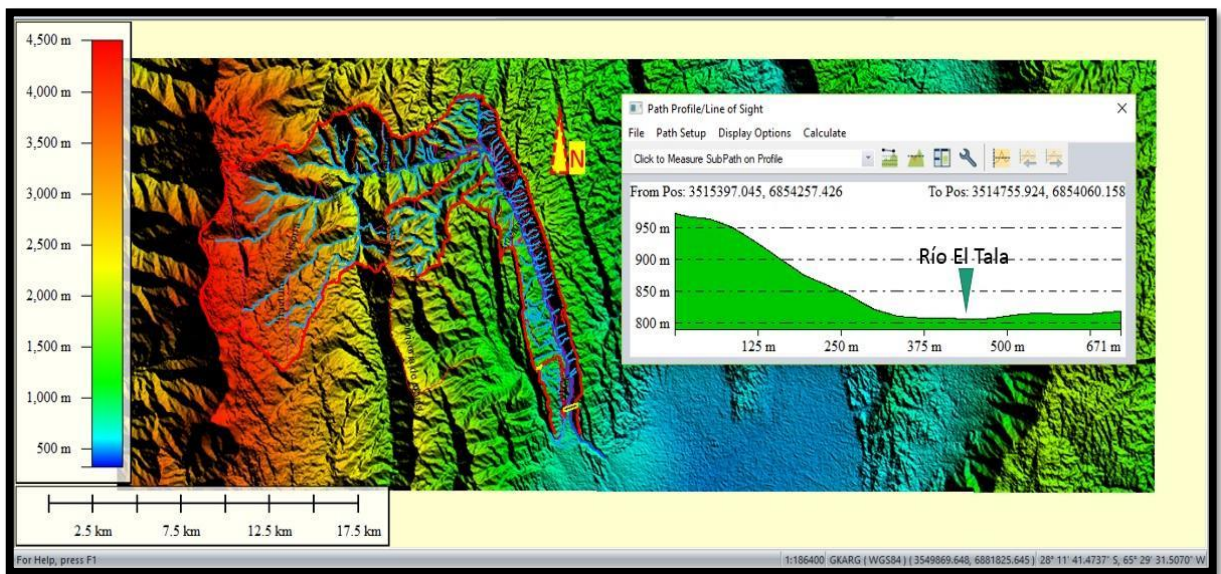 4,500 m
4,000 m
3,500 m
3,000 m
2,500 m
2,000 m
1,500 m
1,000 m
500 m
N
Path Profile/Line of Sight
File Path Setup Display Options Calculate
Click to Measure SubPath on Profile
From Pos: 3515397.045, 6854257.426 To Pos: 3514755.924, 6854060.158
950 m
900 m
850 m
800 m
Río El Tala
125 m 250 m 375 m 500 m 671 m
2.5 km 7.5 km 12.5 km 17.5 km
For Help, press F1
1:186400 GKARG ( WGS84 ) ( 3549869.648, 6881825.645 ) 28° 11' 41.4737" S, 65° 29' 31.5070" W